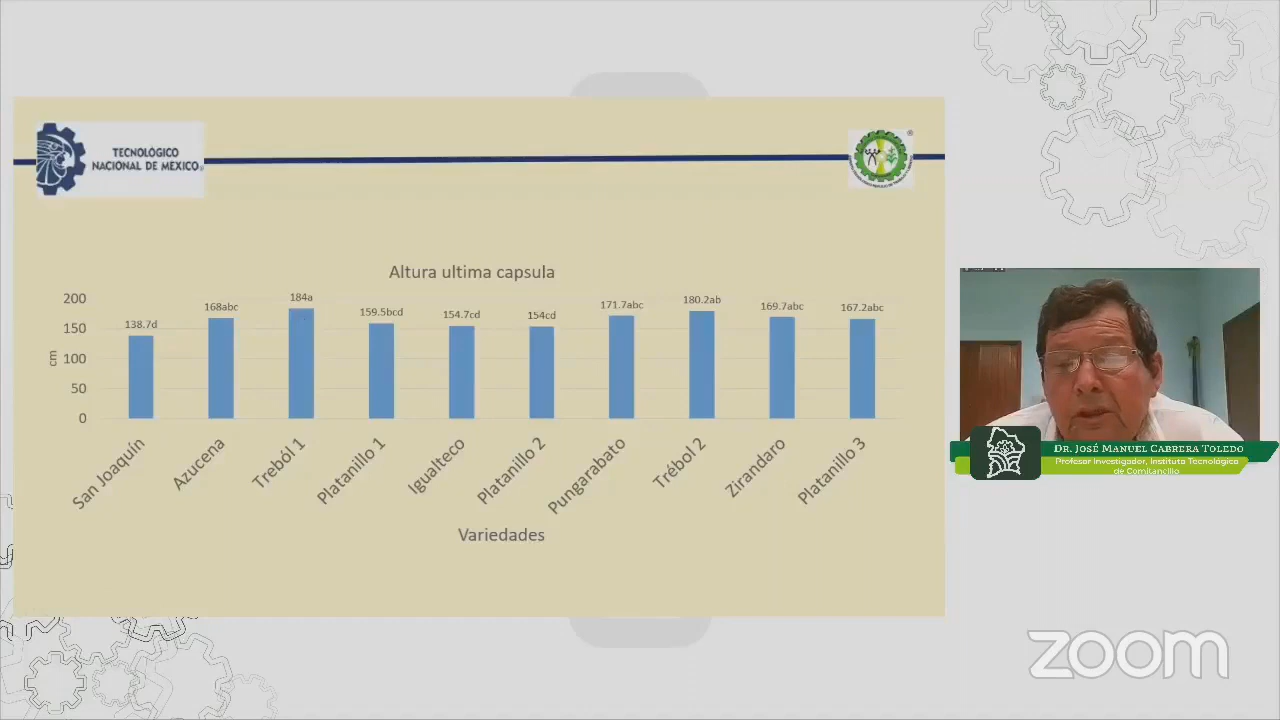 TECNOLÓGICO
NACIONAL DE MÉXICO
Altura ultima capsula
200
150
100
50
0
cm
138.7d
168abc
184a
159.5bcd
154.7cd
154cd
171.7abc
180.2ab
169.7abc
167.2abc
San Joaquín
Azucena
Treból 1
Platanillo 1
Igualteco
Platanillo 2
Pungarabato
Trébol 2
Zirandaro
Platanillo 3
Variedades
DR. JOSÉ MANUEL CABRERA TOLEDO
Profesor Investigador, Instituto Tecnológico
de Comitancillo
zoom